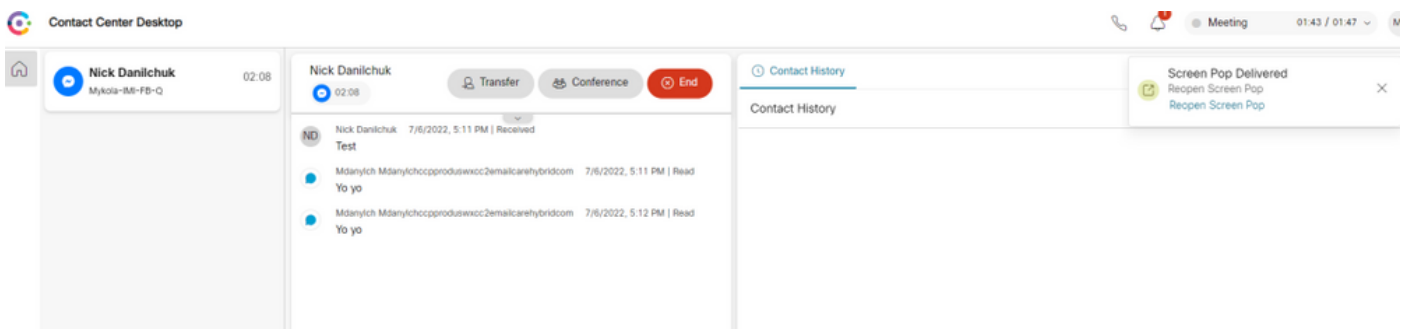 Contact Center Desktop
1
Meeting 01:43 / 01:47
M
Nick Danilchuk 02:08
Mykola-IMI-FB-Q
Nick Danilchuk
02:08
Transfer
Conference
End
ND
Nick Danilchuk 7/6/2022, 5:11 PM | Received
Test
Mdanylch Mdanylchccpproduswxcc2emailcarehybridcom 7/6/2022, 5:11 PM | Read
Yo yo
Mdanylch Mdanylchccpproduswxcc2emailcarehybridcom 7/6/2022, 5:12 PM | Read
Yo yo
Contact History
Contact History
Screen Pop Delivered
Reopen Screen Pop
Reopen Screen Pop